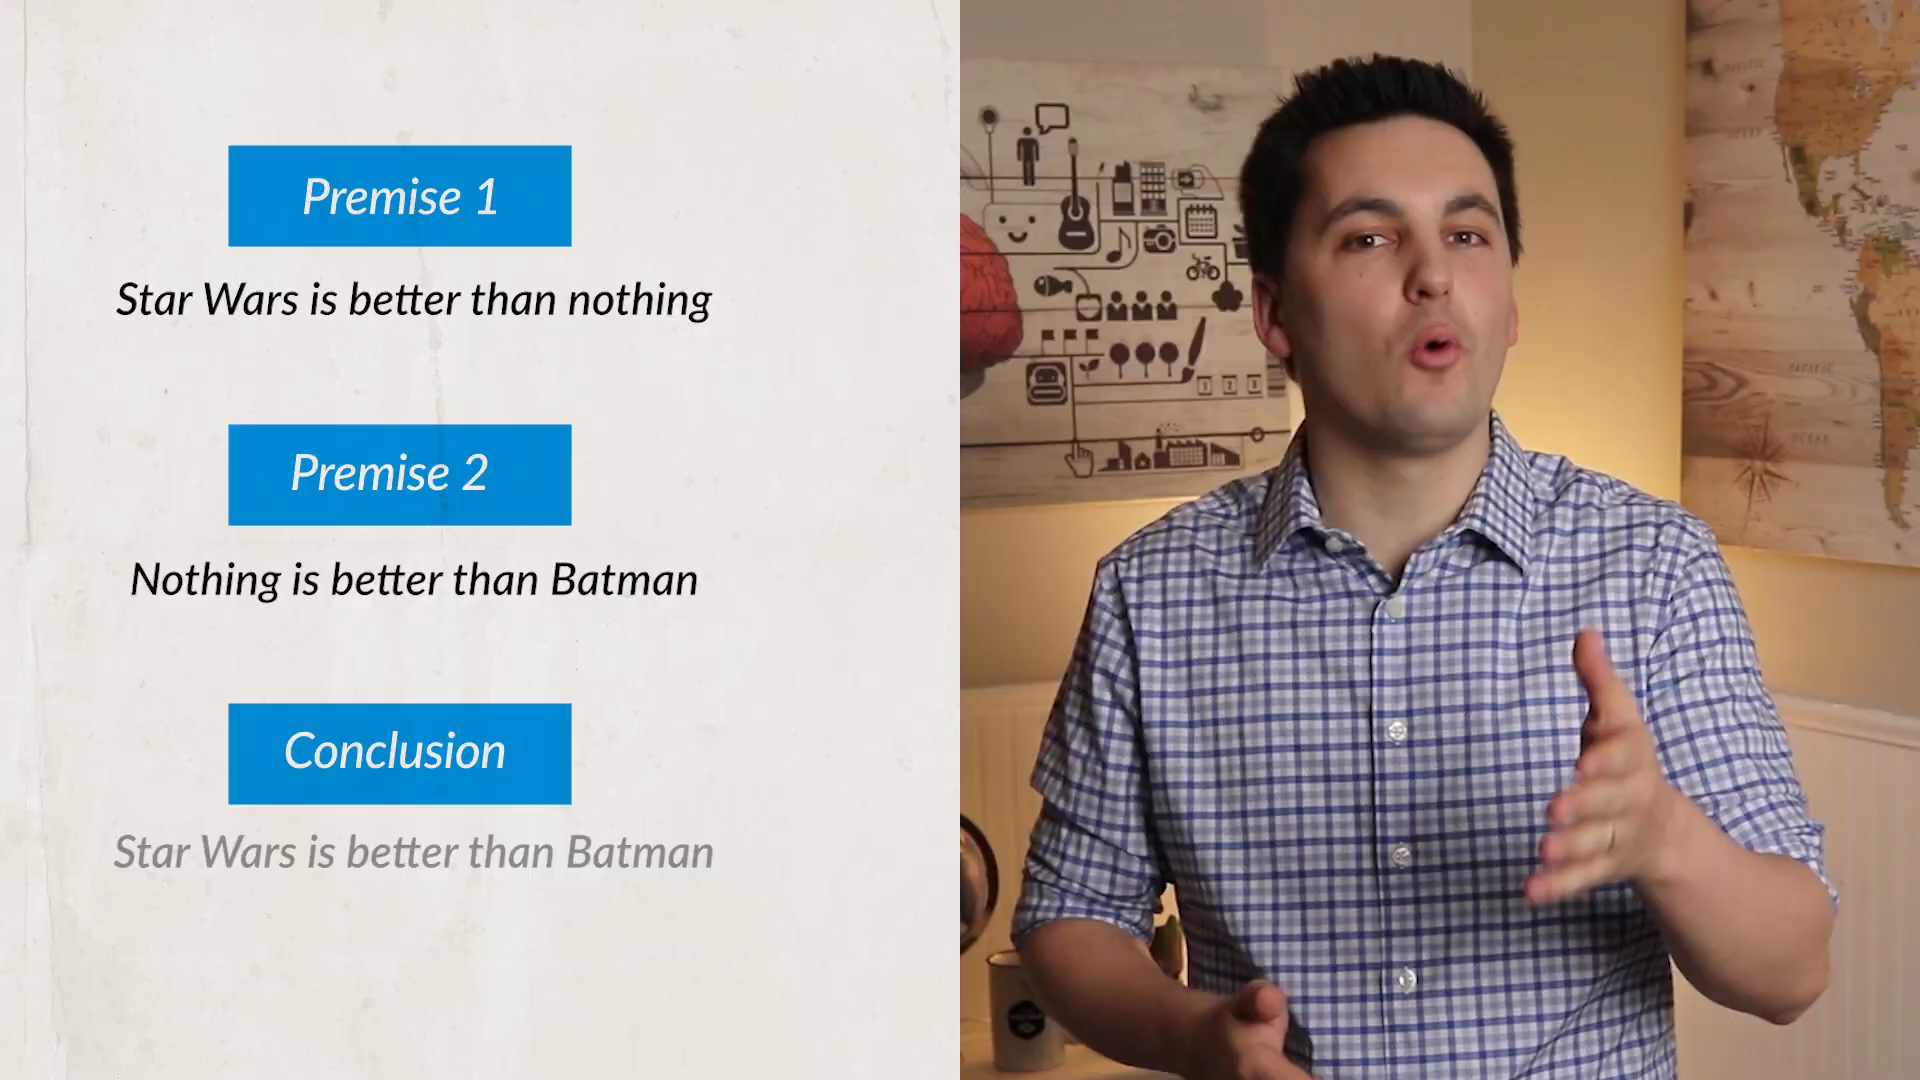 Premise 1
Star Wars is better than nothing
Premise 2
Nothing is better than Batman
Conclusion
Star Wars is better than Batman